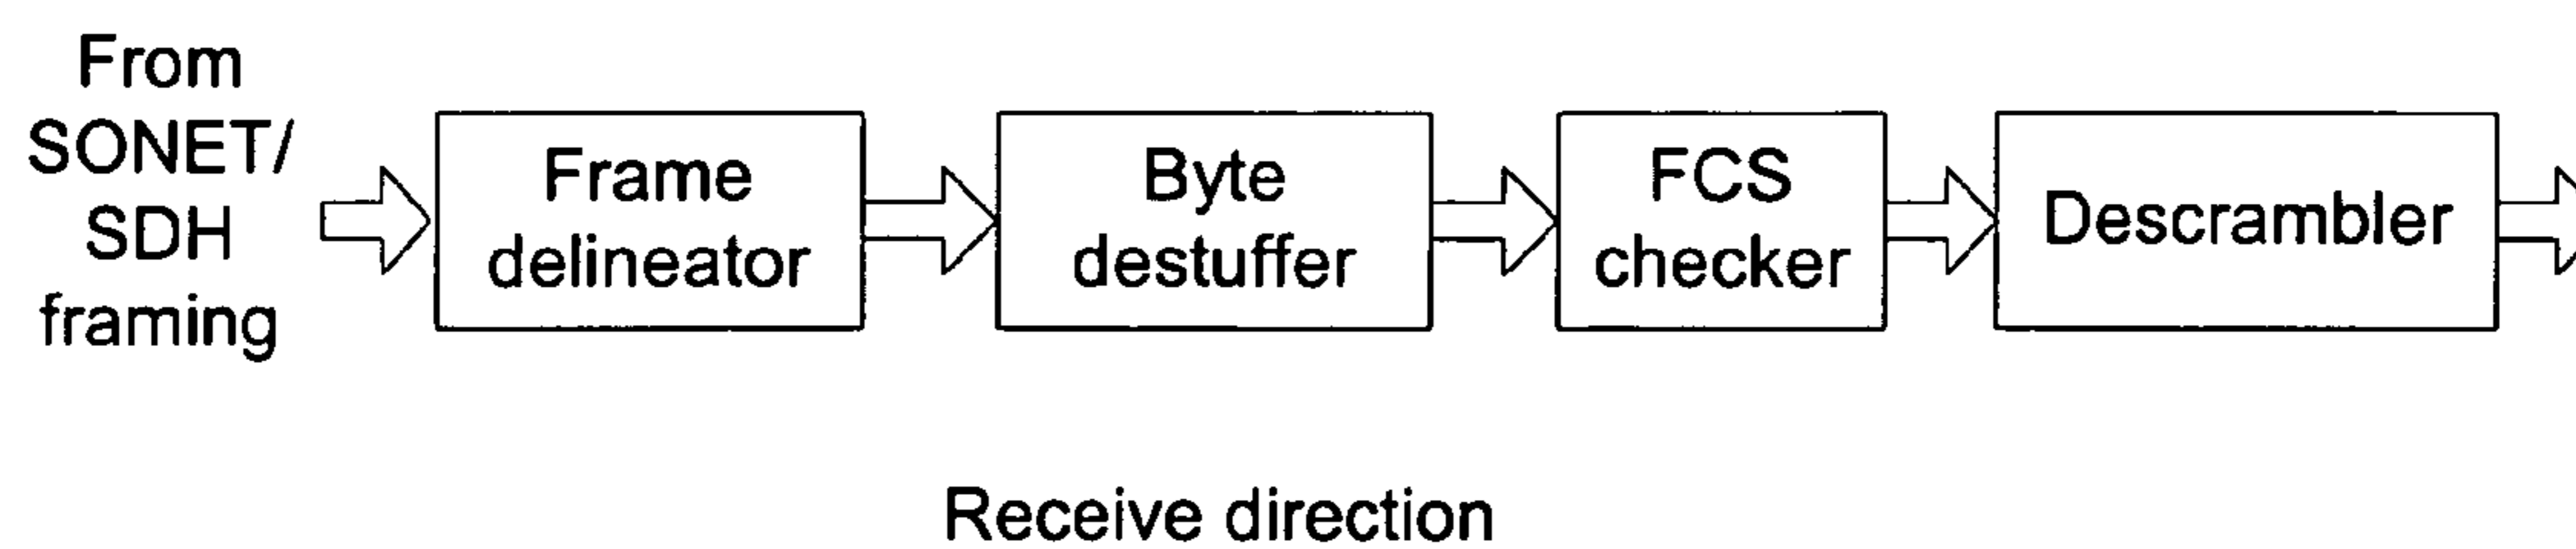 From
SONET/
SDH
framing
Frame
delineator
Byte
destuffer
FCS
checker
Descrambler
Receive direction